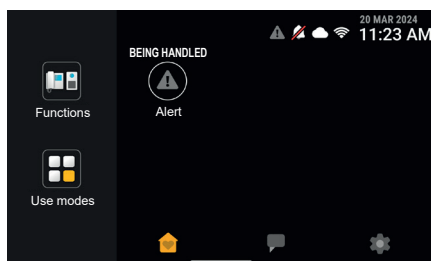 20 MAR 2024
11:23 AM
BEING HANDLED
Alert
Functions
Use modes